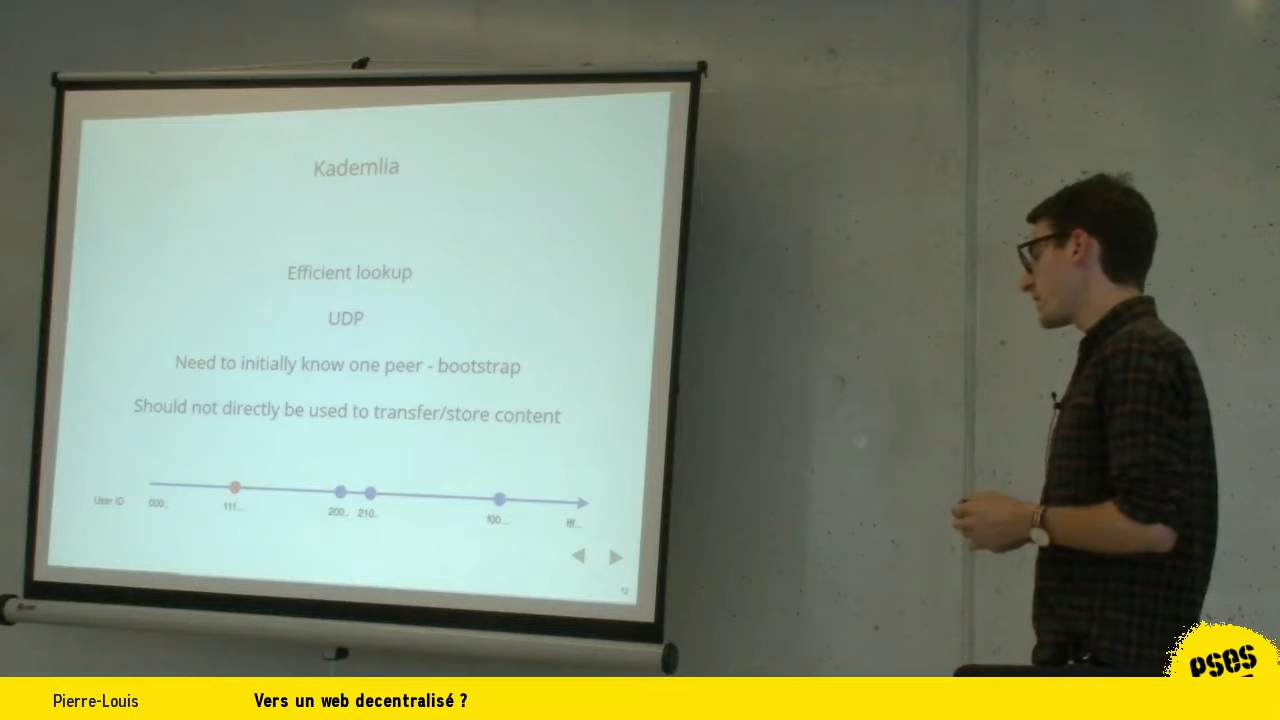 Kademlia
Efficient lookup
UDP
Need to initially know one peer - bootstrap
Should not directly be used to transfer/store content
User ID
000..
111...
200..
210..
f00...
fff...
12
PSES
Pierre-Louis
Vers un web decentralisé ?